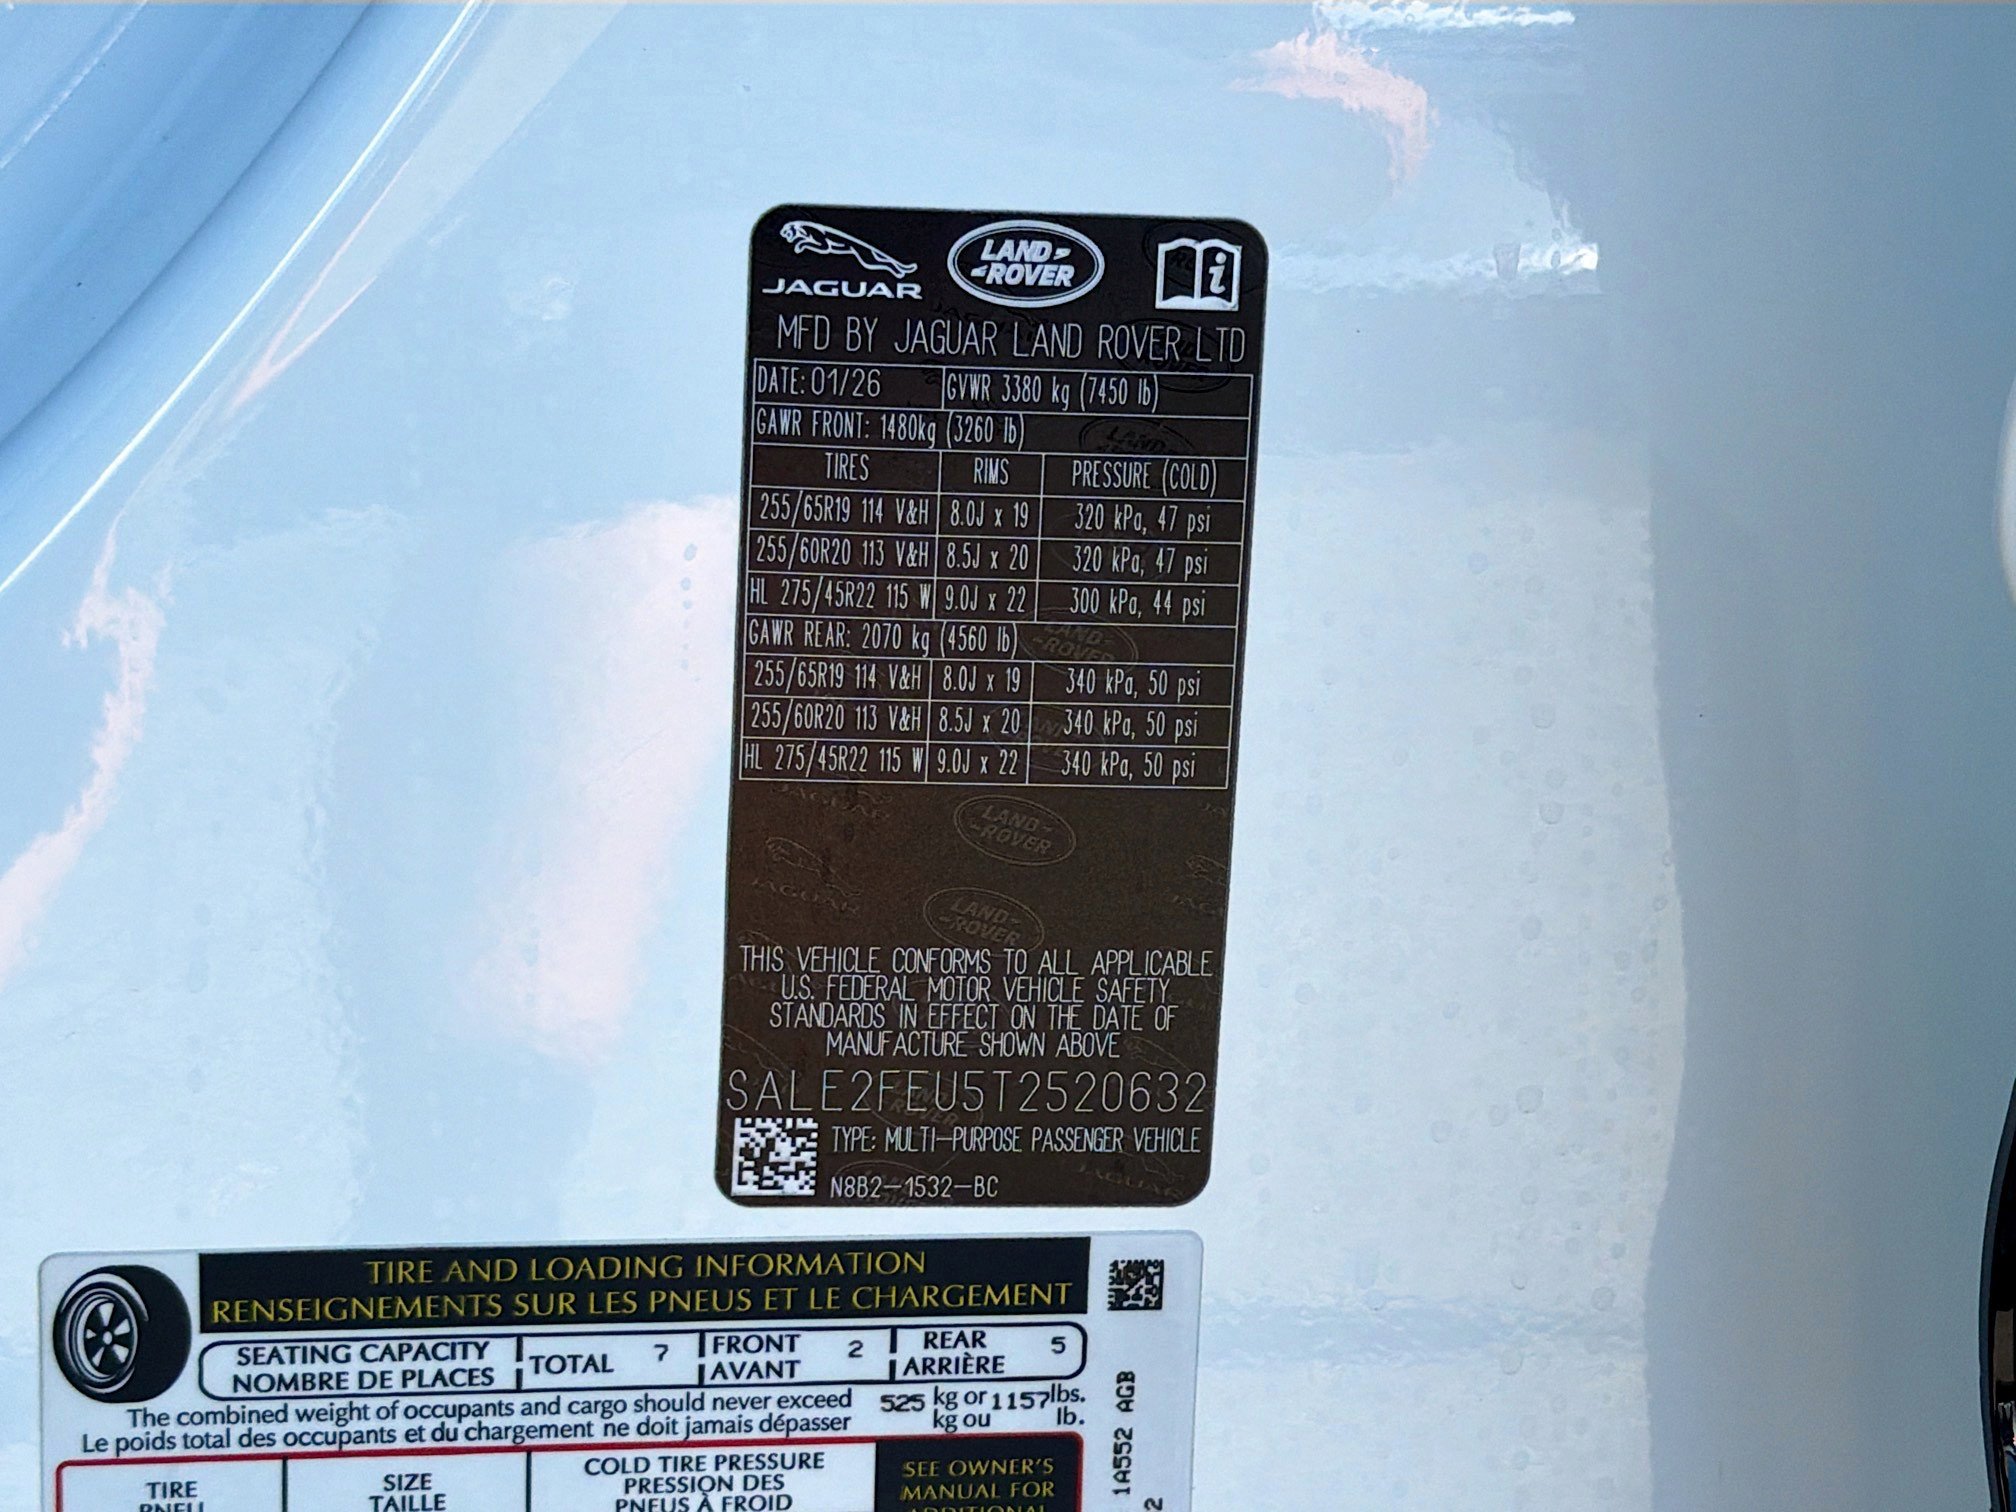 JAGUAR
LAND
ROVER
MFD BY JAGUAR LAND ROVER LTD
DATE: 01/26 GVWR 3380 kg (7450 lb)
GAWR FRONT: 1480kg (3260 lb)
TIRES RIMS PRESSURE (COLD)
255/65R19 114 V&H 8.0J x 19 320 kPa, 47 psi
255/60R20 113 V&H 8.5J x 20 320 kPa, 47 psi
HL 275/45R22 115 W 9.0J x 22 300 kPa, 44 psi
GAWR REAR: 2070 kg (4560 lb)
255/65R19 114 V&H 8.0J x 19 340 kPa, 50 psi
255/60R20 113 V&H 8.5J x 20 340 kPa, 50 psi
HL 275/45R22 115 W 9.0J x 22 340 kPa, 50 psi
THIS VEHICLE CONFORMS TO ALL APPLICABLE
U.S. FEDERAL MOTOR VEHICLE SAFETY
STANDARDS IN EFFECT ON THE DATE OF
MANUFACTURE SHOWN ABOVE
SALE2FEU5T2520632
TYPE: MULTI-PURPOSE PASSENGER VEHICLE
N8B2-1532-BC
TIRE AND LOADING INFORMATION
RENSEIGNEMENTS SUR LES PNEUS ET LE CHARGEMENT
SEATING CAPACITY
NOMBRE DE PLACES
TOTAL 7
FRONT 2
AVANT
REAR 5
ARRIÈRE
The combined weight of occupants and cargo should never exceed 525 kg or 1157lbs.
Le poids total des occupants et du chargement ne doit jamais dépasser kg ou lb.
TIRE
PNEU
SIZE
TAILLE
COLD TIRE PRESSURE
PRESSION DES
PNEUS À FROID
SEE OWNER'S
MANUAL FOR
ADDITIONAL
1A552 AGB